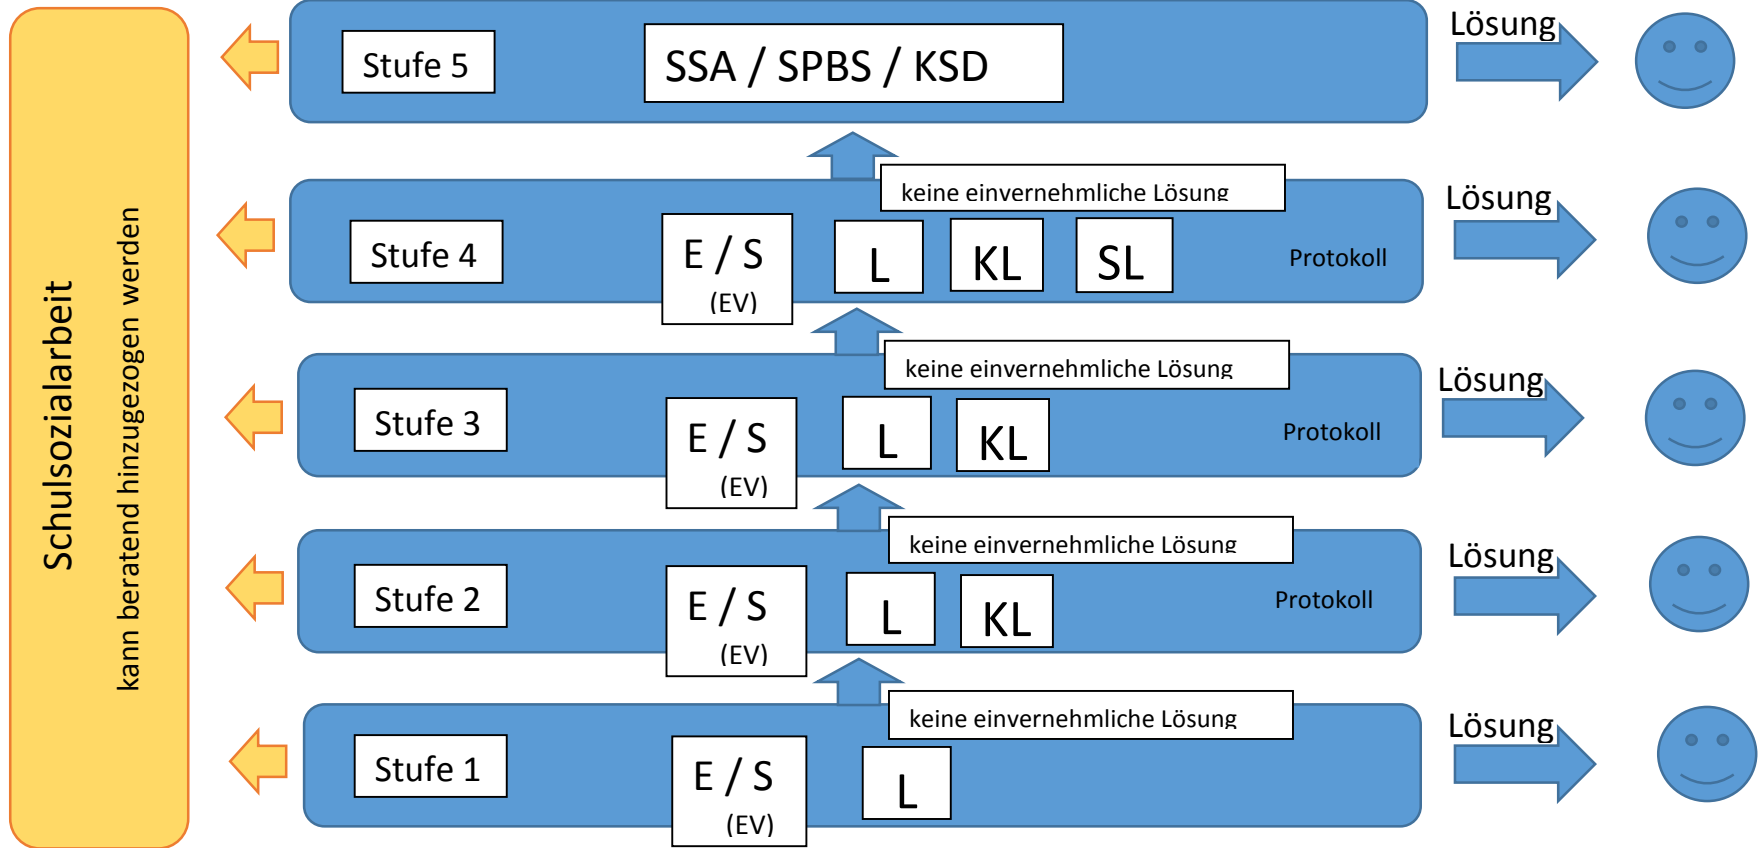 Schulsozialarbeit
kann beratend hinzugezogen werden
Stufe 5
SSA / SPBS / KSD
Lösung
keine einvernehmliche Lösung
Stufe 4
E / S
(EV)
L
KL
SL
Protokoll
Lösung
keine einvernehmliche Lösung
Stufe 3
E / S
(EV)
L
KL
Protokoll
Lösung
keine einvernehmliche Lösung
Stufe 2
E / S
(EV)
L
KL
Protokoll
Lösung
keine einvernehmliche Lösung
Stufe 1
E / S
(EV)
L
Lösung